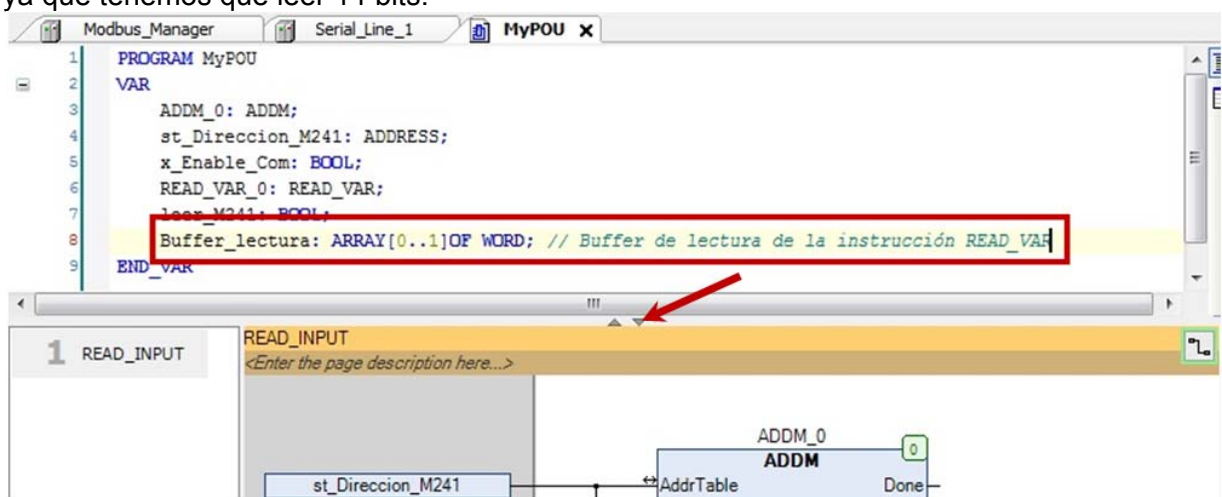 ya que tenemos que leer 11 bits.
Modbus_Manager Serial_Line_1 MyPOU X
1 PROGRAM MyPOU
2 VAR
3 ADDM_0: ADDM;
4 st_Direccion_M241: ADDRESS;
5 x_Enable_Com: BOOL;
6 READ_VAR_0: READ_VAR;
7 leer_M241: BOOL;
8 Buffer_lectura: ARRAY[0..1]OF WORD; // Buffer de lectura de la instrucción READ_VAR
9 END_VAR
1 READ_INPUT
READ_INPUT
<Enter the page description here...>
ADDM_0
0
ADDM
st_Direccion_M241 AddrTable Done